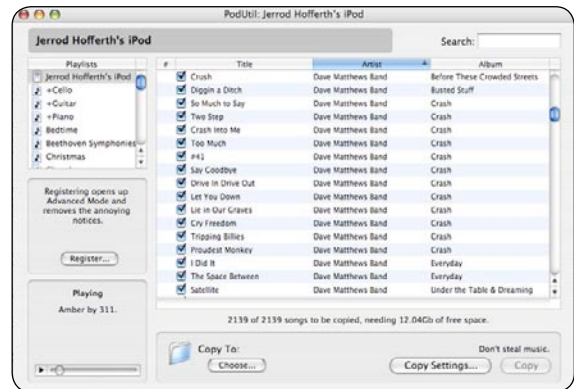 PodUtil: Jerrod Hofferth's iPod
Jerrod Hofferth's iPod
Search:
Playlists
Jerrod Hofferth's iPod
+Cello
+Guitar
+Piano
Bedtime
Beethoven Symphonies
Christmas
Registering opens up
Advanced Mode and
removes the annoying
notices.
Register...
Playing
Amber by 311.
# Title Artist Album
Crush Dave Matthews Band Before These Crowded Streets
Diggin a Ditch Dave Matthews Band Busted Stuff
So Much to Say Dave Matthews Band Crash
Two Step Dave Matthews Band Crash
Crash Into Me Dave Matthews Band Crash
Too Much Dave Matthews Band Crash
#41 Dave Matthews Band Crash
Say Goodbye Dave Matthews Band Crash
Drive In Drive Out Dave Matthews Band Crash
Let You Down Dave Matthews Band Crash
Lie in Our Graves Dave Matthews Band Crash
Cry Freedom Dave Matthews Band Crash
Tripping Billies Dave Matthews Band Crash
Proudest Monkey Dave Matthews Band Crash
I Did It Dave Matthews Band Everyday
The Space Between Dave Matthews Band Everyday
Satellite Dave Matthews Band Under the Table & Dreaming
2139 of 2139 songs to be copied, needing 12.04Gb of free space.
Copy To:
Choose...
Don't steal music.
Copy Settings... Copy